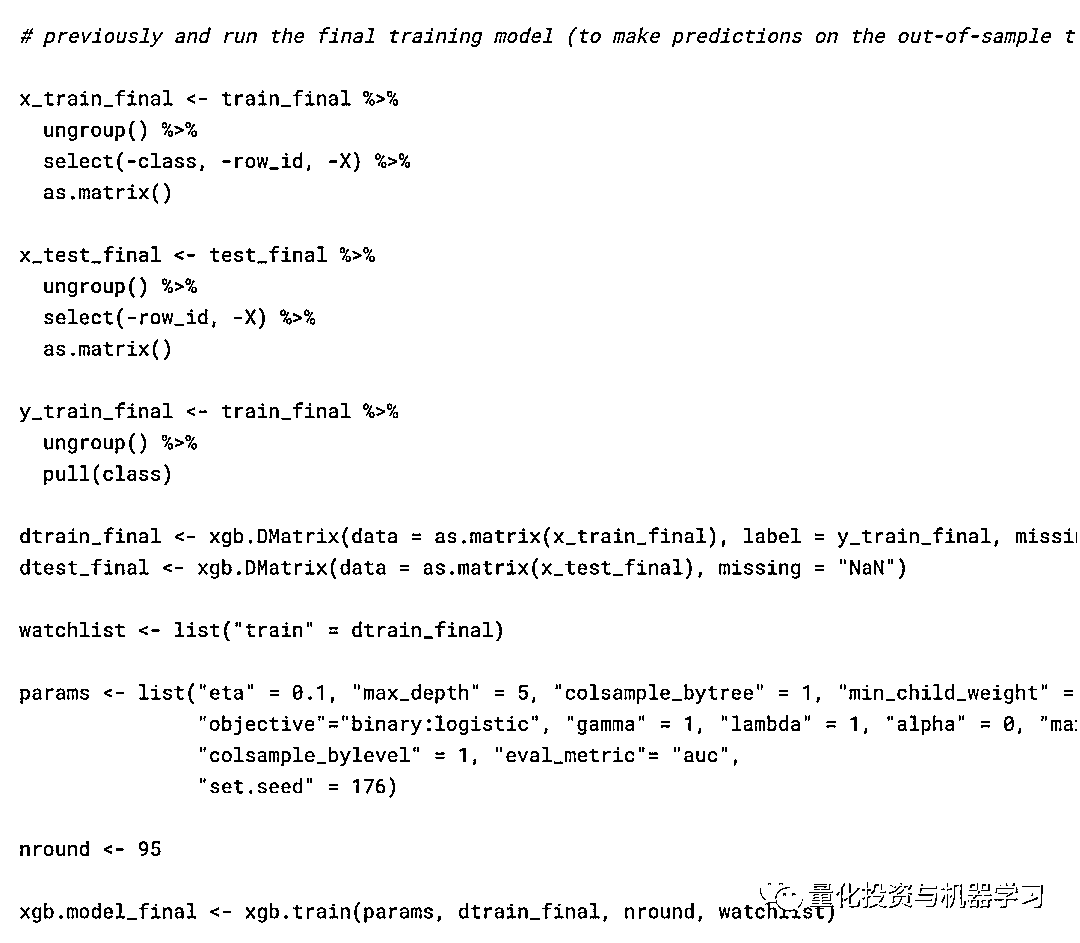 # previously and run the final training model (to make predictions on the out-of-sample t
x_train_final <- train_final %>%
  ungroup() %>%
  select(-class, -row_id, -X) %>%
  as.matrix()
x_test_final <- test_final %>%
  ungroup() %>%
  select(-row_id, -X) %>%
  as.matrix()
y_train_final <- train_final %>%
  ungroup() %>%
  pull(class)
dtrain_final <- xgb.DMatrix(data = as.matrix(x_train_final), label = y_train_final, missi
dtest_final <- xgb.DMatrix(data = as.matrix(x_test_final), missing = "NaN")
watchlist <- list("train" = dtrain_final)
params <- list("eta" = 0.1, "max_depth" = 5, "colsample_bytree" = 1, "min_child_weight" =
               "objective"="binary:logistic", "gamma" = 1, "lambda" = 1, "alpha" = 0, "ma
               "colsample_bylevel" = 1, "eval_metric"= "auc",
               "set.seed" = 176)
nround <- 95
xgb.model_final <- xgb.train(params, dtrain_final, nround, watchlist)
量化投资与机器学习